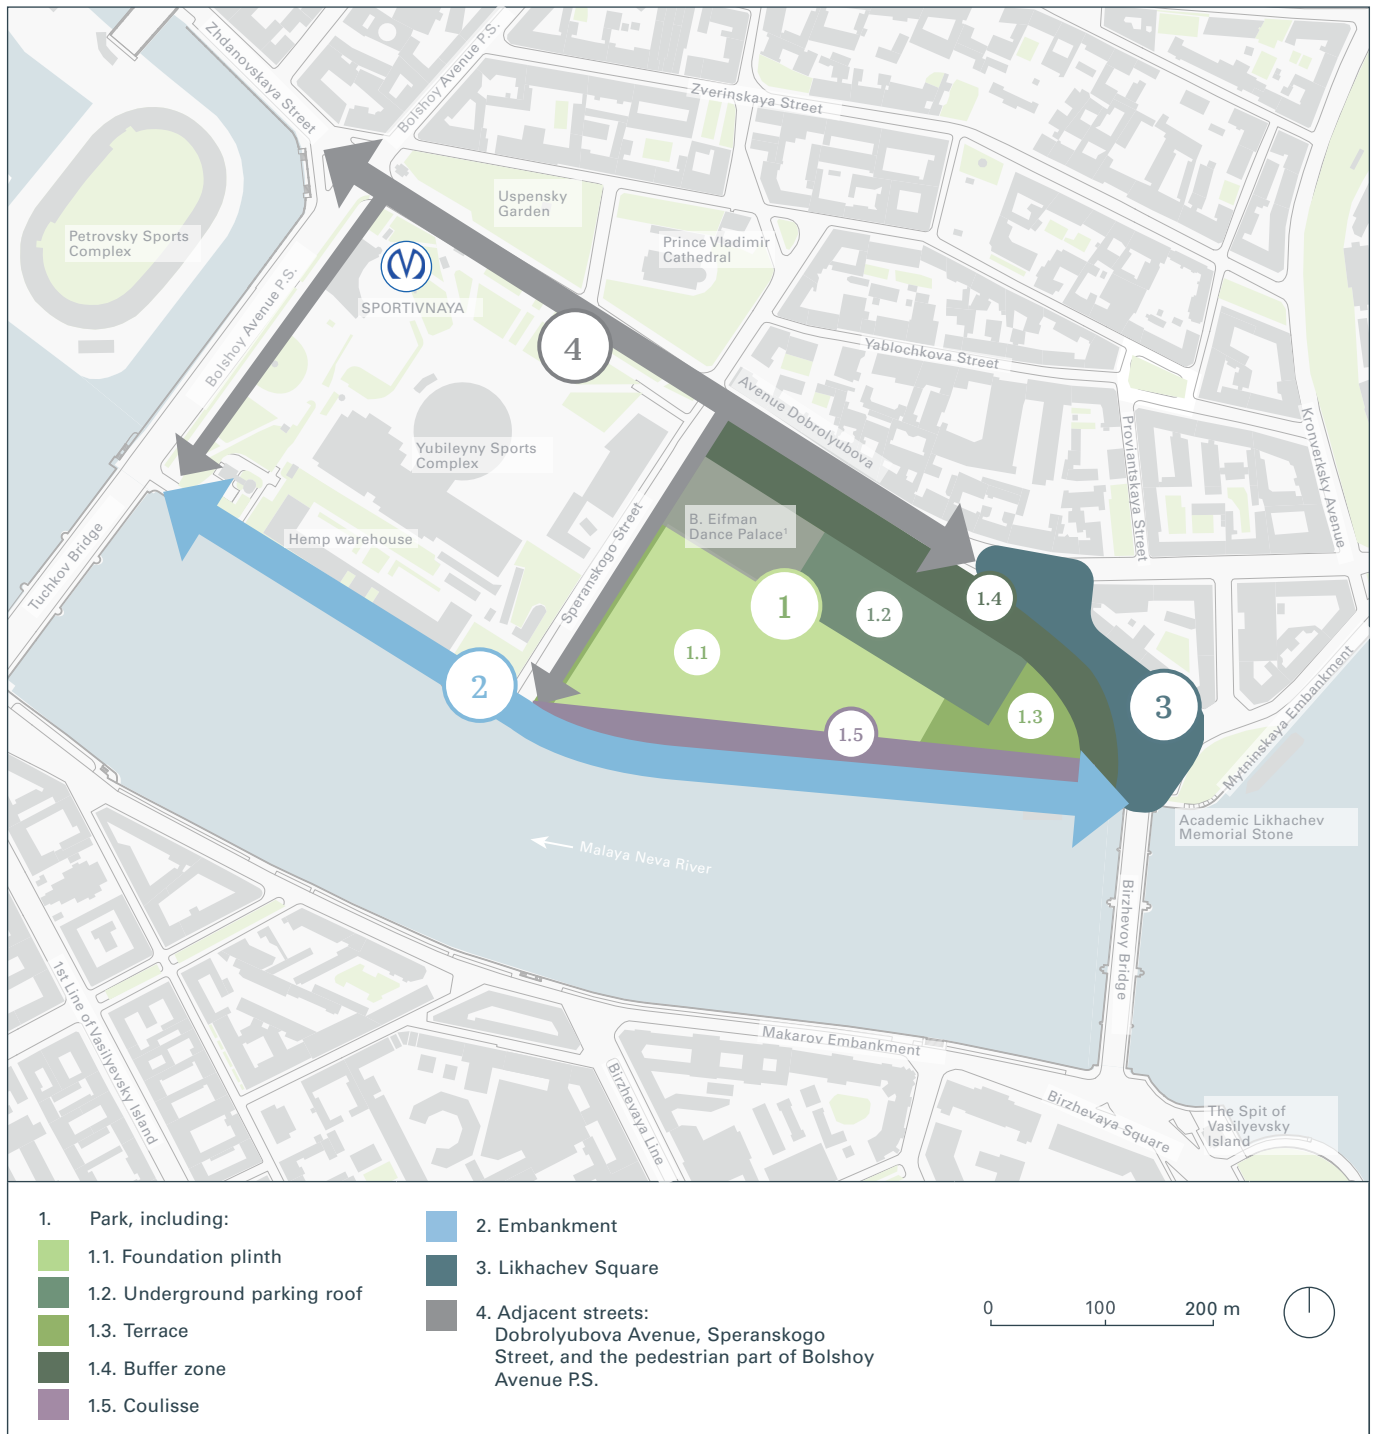 Zhdanovskaya Street
Bolshoy Avenue P.S.
Zverinskaya Street
Uspensky
Garden
Petrovsky Sports
Complex
Prince Vladimir
Cathedral
SPORTIVNAYA
Bolshoy Avenue P.S.
4
Yablochkova Street
Avenue Dobrolyubova
Proviantskaya Street
Kronverksky Avenue
Yubileyny Sports
Complex
B. Eifman
Dance Palace¹
Hemp warehouse
Speranskogo Street
Tuchkov Bridge
1
1.2
1.4
1.1
2
1.3
3
1.5
Mytninskaya Embankment
Academic Likhachev
Memorial Stone
Malaya Neva River
Birzhevoy Bridge
1st Line of Vasilyevsky Island
Makarov Embankment
Birzhevaya Line
Birzhevaya Square
The Spit of
Vasilyevsky
Island
1. Park, including:
1.1. Foundation plinth
1.2. Underground parking roof
1.3. Terrace
1.4. Buffer zone
1.5. Coulisse
2. Embankment
3. Likhachev Square
4. Adjacent streets:
Dobrolyubova Avenue, Speranskogo
Street, and the pedestrian part of Bolshoy
Avenue P.S.
0 100 200 m